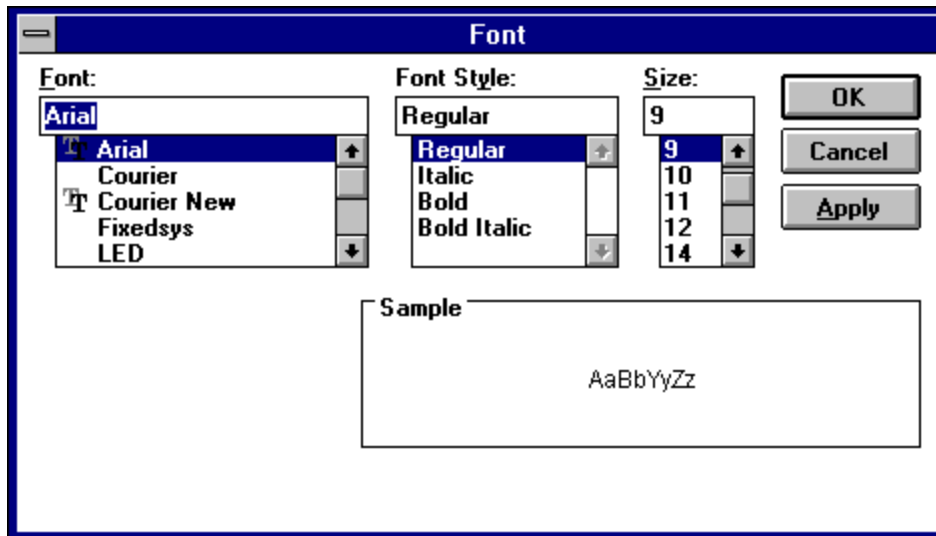 Font
Font:
Arial
Arial
Courier
Courier New
Fixedsys
LED
Font Style:
Regular
Regular
Italic
Bold
Bold Italic
Size:
9
9
10
11
12
14
OK
Cancel
Apply
Sample
AaBbYyZz